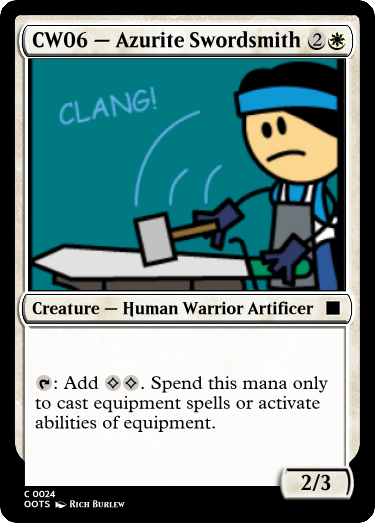 CW06 — Azurite Swordsmith 2
CLANG!
Creature — Human Warrior Artificer
: Add . Spend this mana only
to cast equipment spells or activate
abilities of equipment.
2/3
C 0024
OOTS Rich Burlew